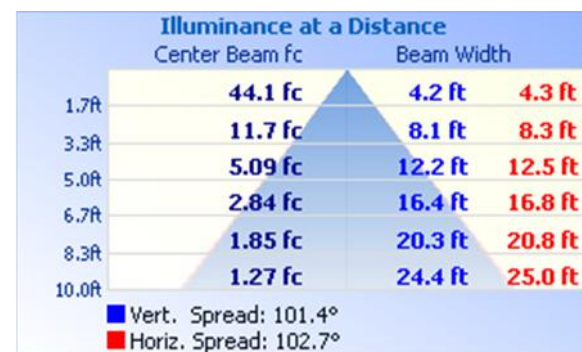 Illuminance at a Distance
Center Beam fc Beam Width
44.1 fc 4.2 ft 4.3 ft
1.7ft
11.7 fc 8.1 ft 8.3 ft
3.3ft
5.09 fc 12.2 ft 12.5 ft
5.0ft
2.84 fc 16.4 ft 16.8 ft
6.7ft
1.85 fc 20.3 ft 20.8 ft
8.3ft
1.27 fc 24.4 ft 25.0 ft
10.0ft
Vert. Spread: 101.4°
Horiz. Spread: 102.7°